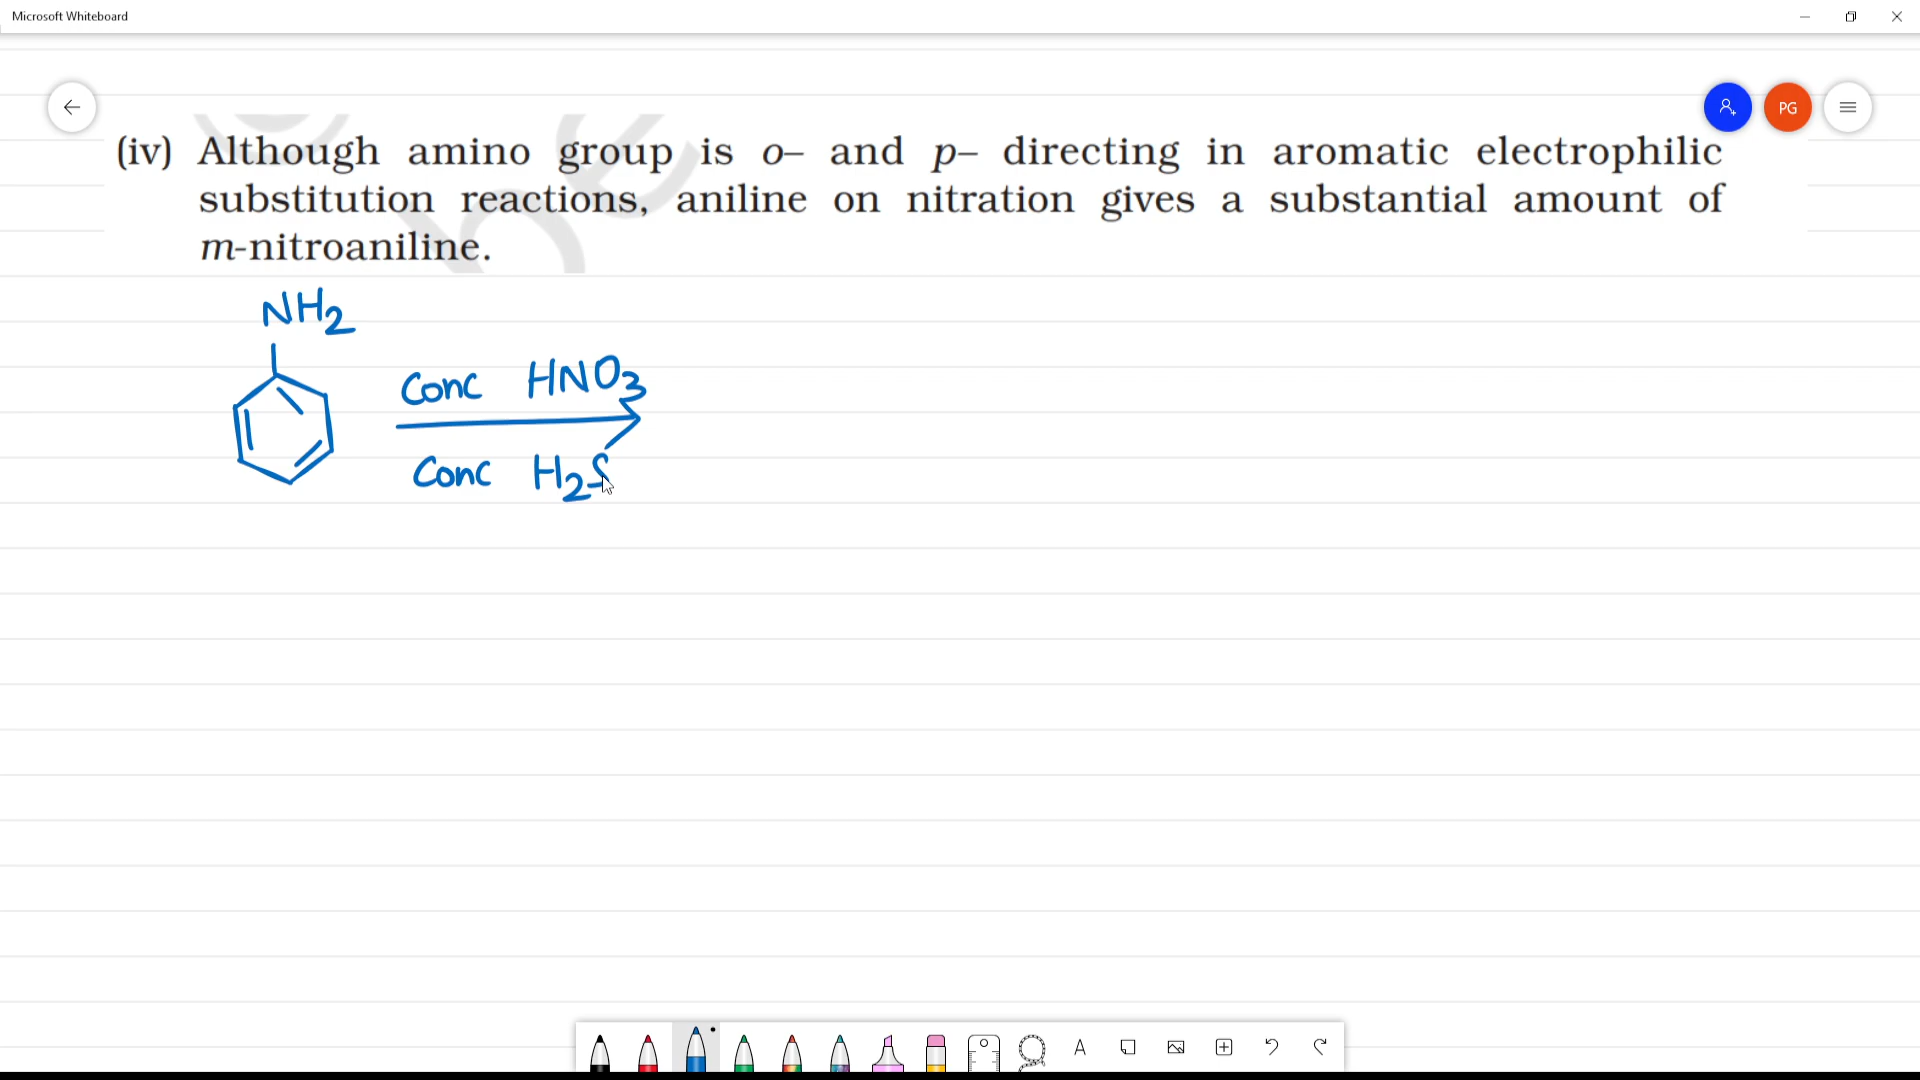 Microsoft Whiteboard
PG
(iv) Although amino group is o– and p– directing in aromatic electrophilic
substitution reactions, aniline on nitration gives a substantial amount of
m-nitroaniline.
NH2
Conc HNO3
Conc H2S
A